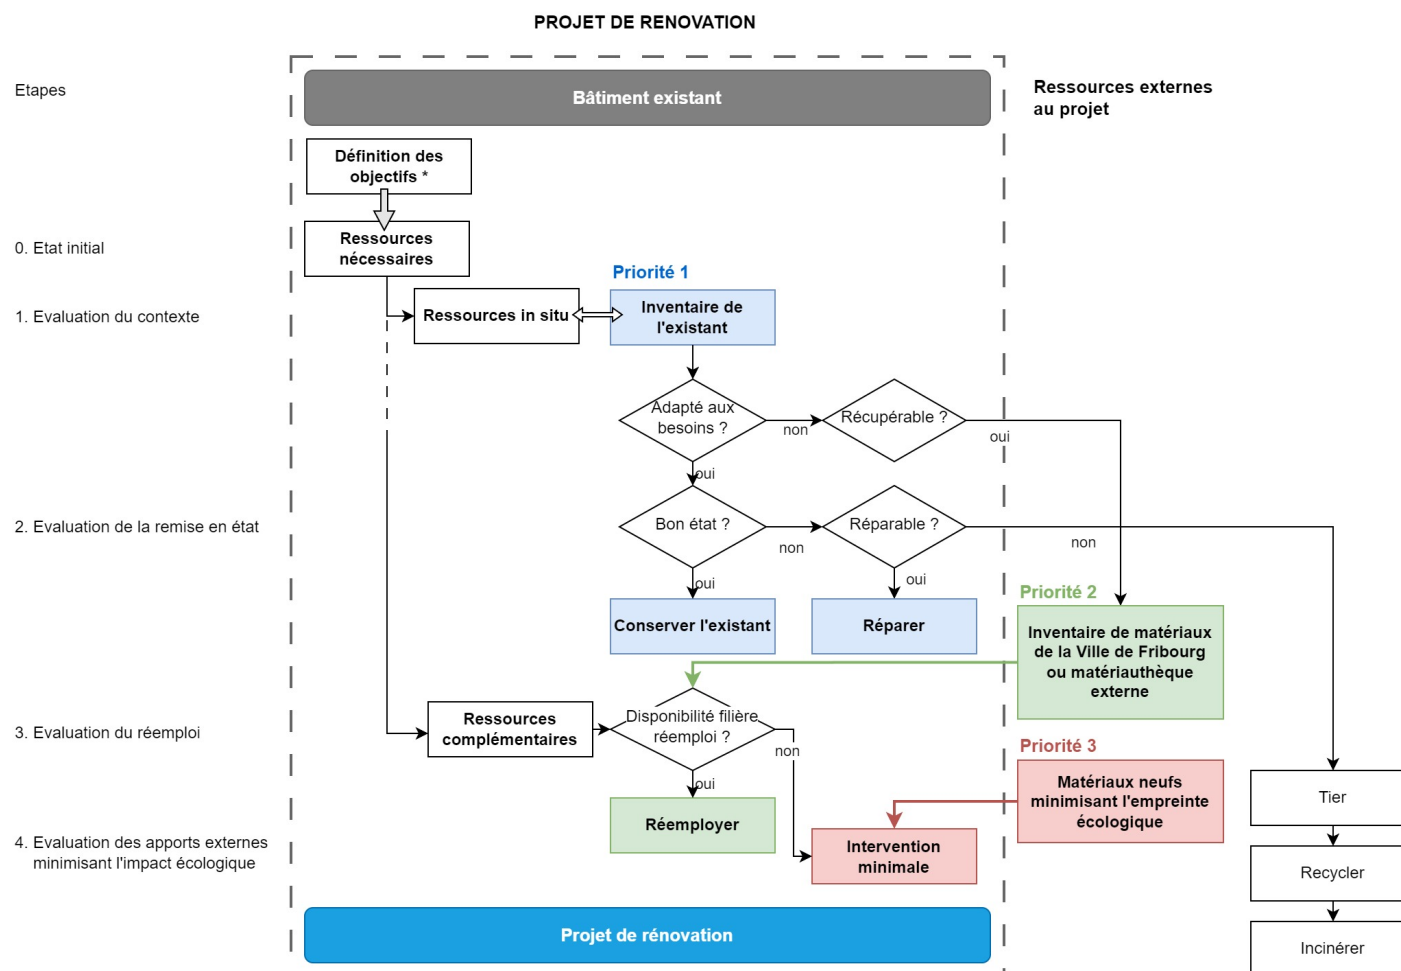 PROJET DE RENOVATION
Etapes
Bâtiment existant
Ressources externes
au projet
Définition des
objectifs *
0. Etat initial
Ressources
nécessaires
Priorité 1
1. Evaluation du contexte
Ressources in situ
Inventaire de
l'existant
Adapté aux
besoins ?
non
Récupérable ?
oui
oui
2. Evaluation de la remise en état
Bon état ?
non
Réparable ?
non
oui
oui
Conserver l'existant
Réparer
Priorité 2
Inventaire de matériaux
de la Ville de Fribourg
ou matériauthèque
externe
3. Evaluation du réemploi
Ressources
complémentaires
Disponibilité filière
réemploi ?
non
oui
Réemployer
Priorité 3
Matériaux neufs
minimisant l'empreinte
écologique
4. Evaluation des apports externes
minimisant l'impact écologique
Intervention
minimale
Tier
Recycler
Incinérer
Projet de rénovation